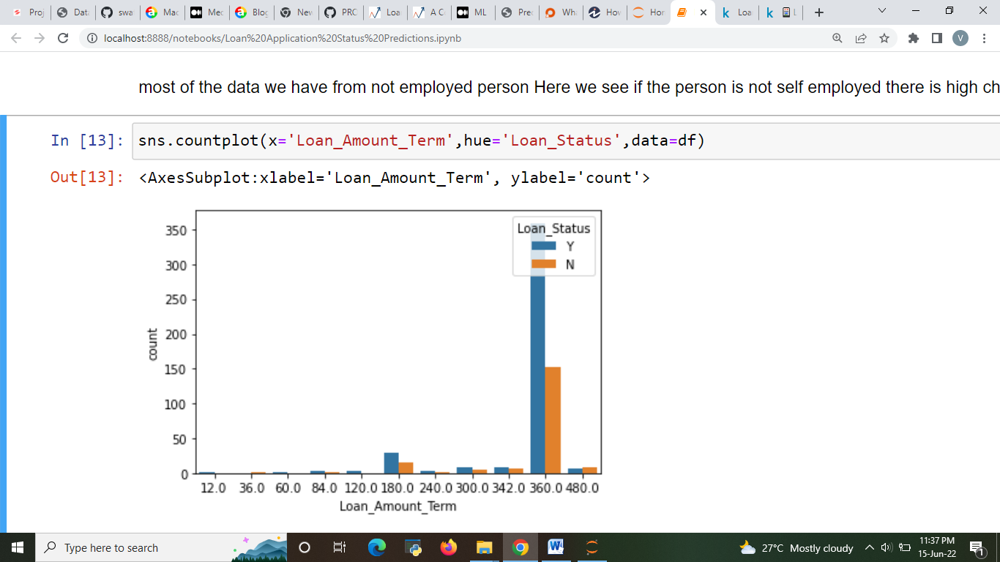 Proj
Data
swa
Mac
Med
Blog
Nev
PRC
Loa
A C
ML
Pre
Wha
How
Hor
Loa
L
localhost:8888/notebooks/Loan%20Application%20Status%20Predictions.ipynb
V
most of the data we have from not employed person Here we see if the person is not self employed there is high ch
In [13]: sns.countplot(x='Loan_Amount_Term',hue='Loan_Status',data=df)
Out[13]: <AxesSubplot:xlabel='Loan_Amount_Term', ylabel='count'>
Loan_Status
Y
N
350
300
250
200
150
100
50
0
count
12.0 36.0 60.0 84.0 120.0 180.0 240.0 300.0 342.0 360.0 480.0
Loan_Amount_Term
Type here to search
27°C Mostly cloudy
11:37 PM
15-Jun-22
1